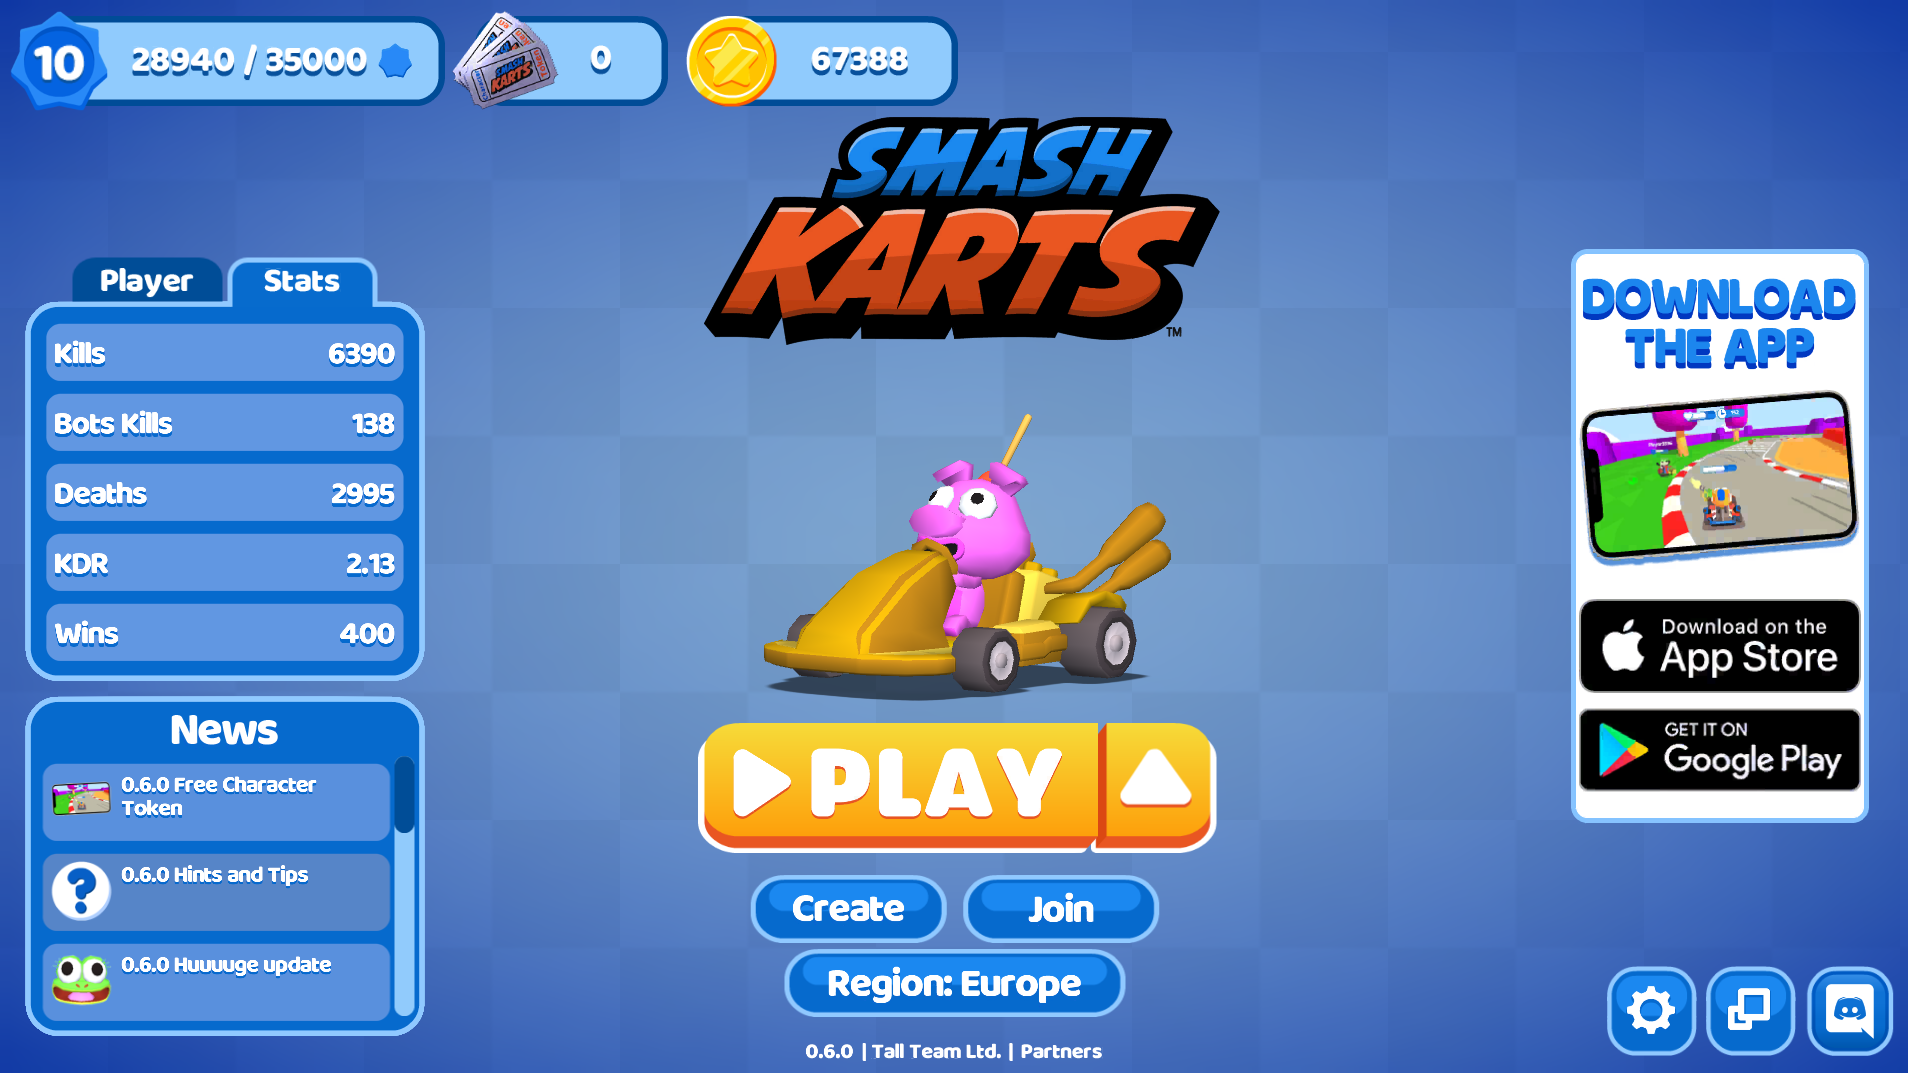 10
28940 / 35000
0
67388
SMASH
KARTS
TM
Player
Stats
Kills
6390
Bots Kills
138
Deaths
2995
KDR
2.13
Wins
400
News
0.6.0 Free Character
Token
0.6.0 Hints and Tips
0.6.0 Huuuuge update
PLAY
Create
Join
Region: Europe
0.6.0 | Tall Team Ltd. | Partners
DOWNLOAD
THE APP
Download on the
App Store
GET IT ON
Google Play